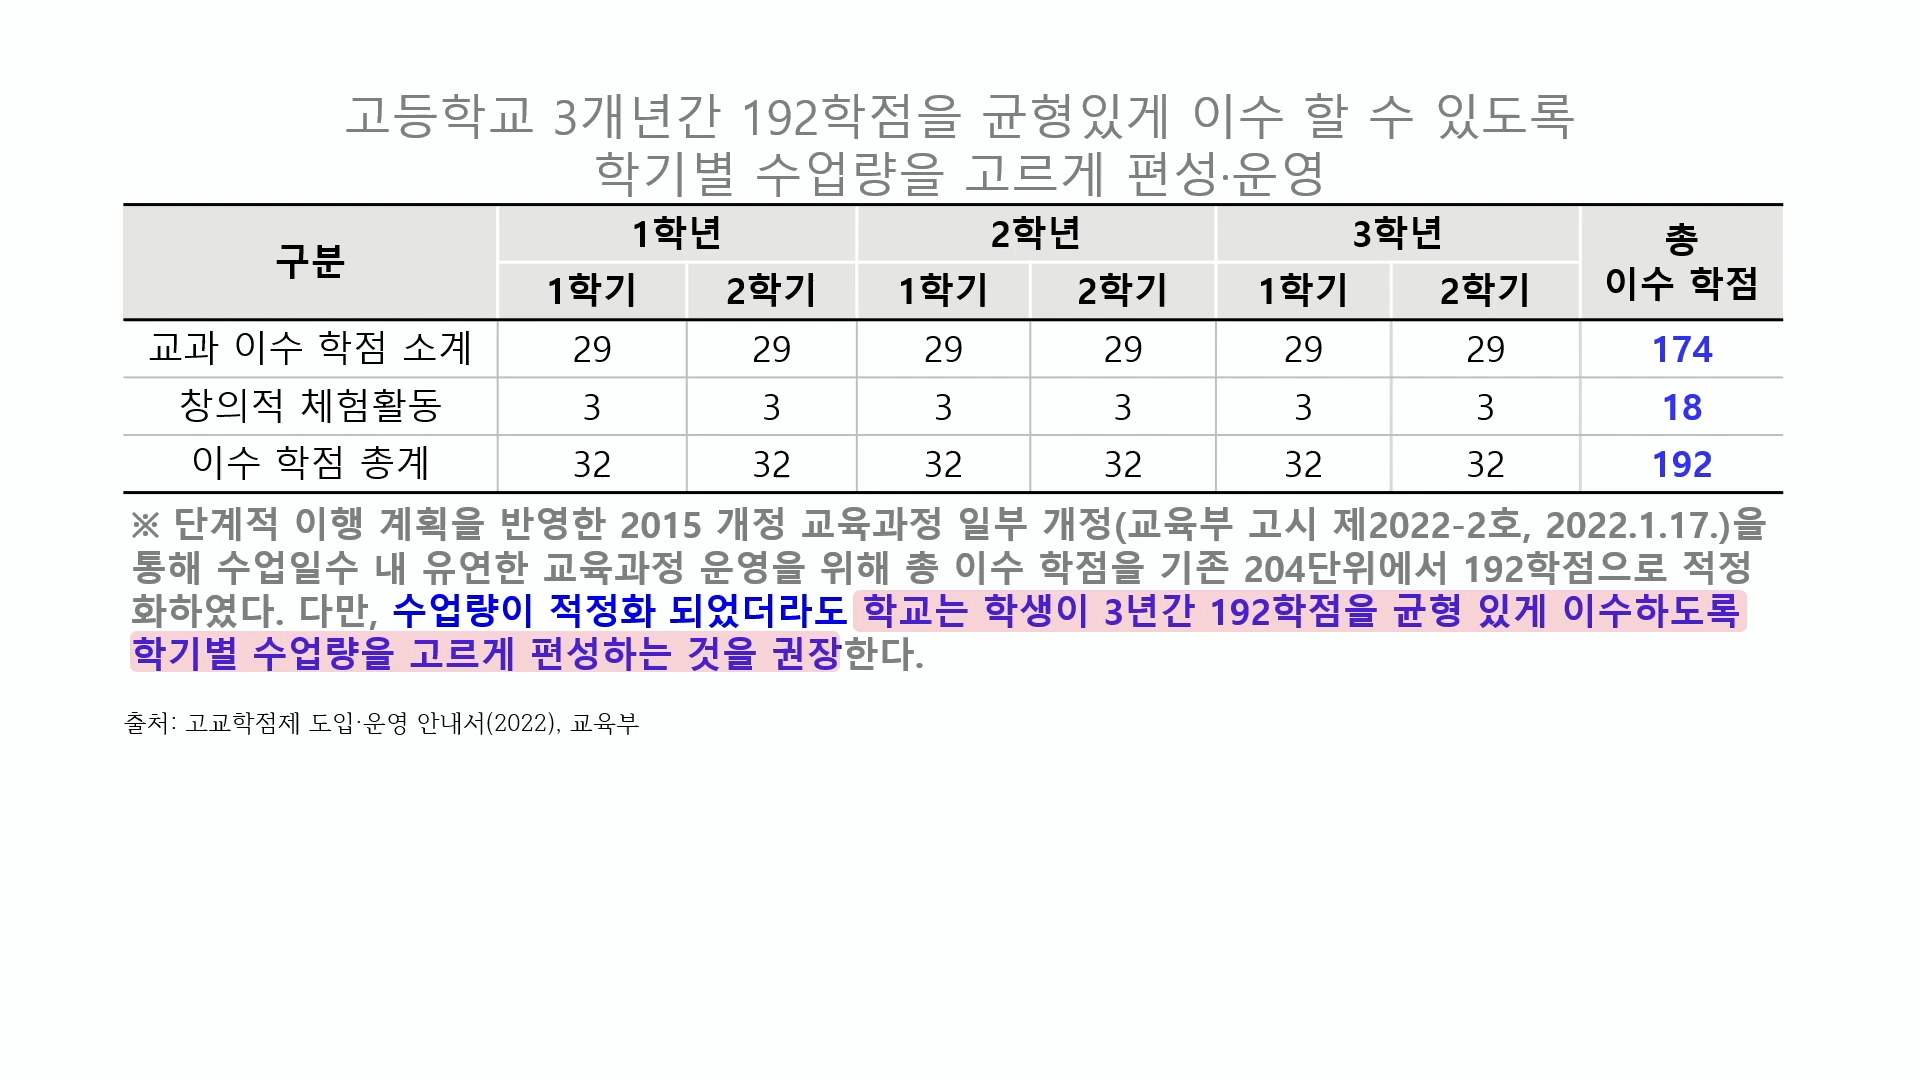 고등학교 3개년간 192학점을 균형있게 이수 할 수 있도록
학기별 수업량을 고르게 편성·운영
구분 1학년 2학년 3학년 총 이수 학점
1학기 2학기 1학기 2학기 1학기 2학기
교과 이수 학점 소계 29 29 29 29 29 29 174
창의적 체험활동 3 3 3 3 3 3 18
이수 학점 총계 32 32 32 32 32 32 192
※ 단계적 이행 계획을 반영한 2015 개정 교육과정 일부 개정(교육부 고시 제2022-2호, 2022.1.17.)을
통해 수업일수 내 유연한 교육과정 운영을 위해 총 이수 학점을 기존 204단위에서 192학점으로 적정
화하였다. 다만, 수업량이 적정화 되었더라도 학교는 학생이 3년간 192학점을 균형 있게 이수하도록
학기별 수업량을 고르게 편성하는 것을 권장한다.
출처: 고교학점제 도입·운영 안내서(2022), 교육부